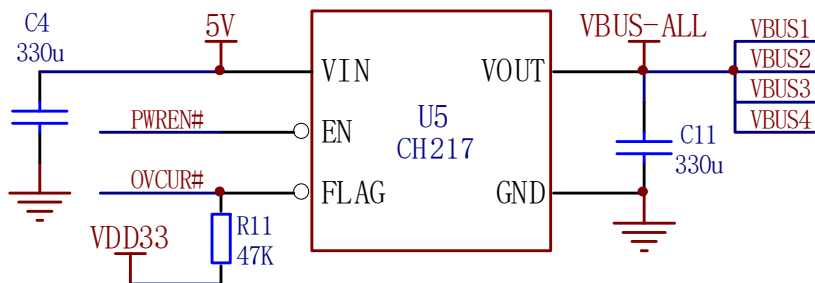 C4
330u
5V
VBUS-ALL
VBUS1
VBUS2
VBUS3
VBUS4
VIN
VOUT
PWREN#
EN
U5
CH217
C11
330u
OVCUR#
FLAG
GND
R11
47K
VDD33